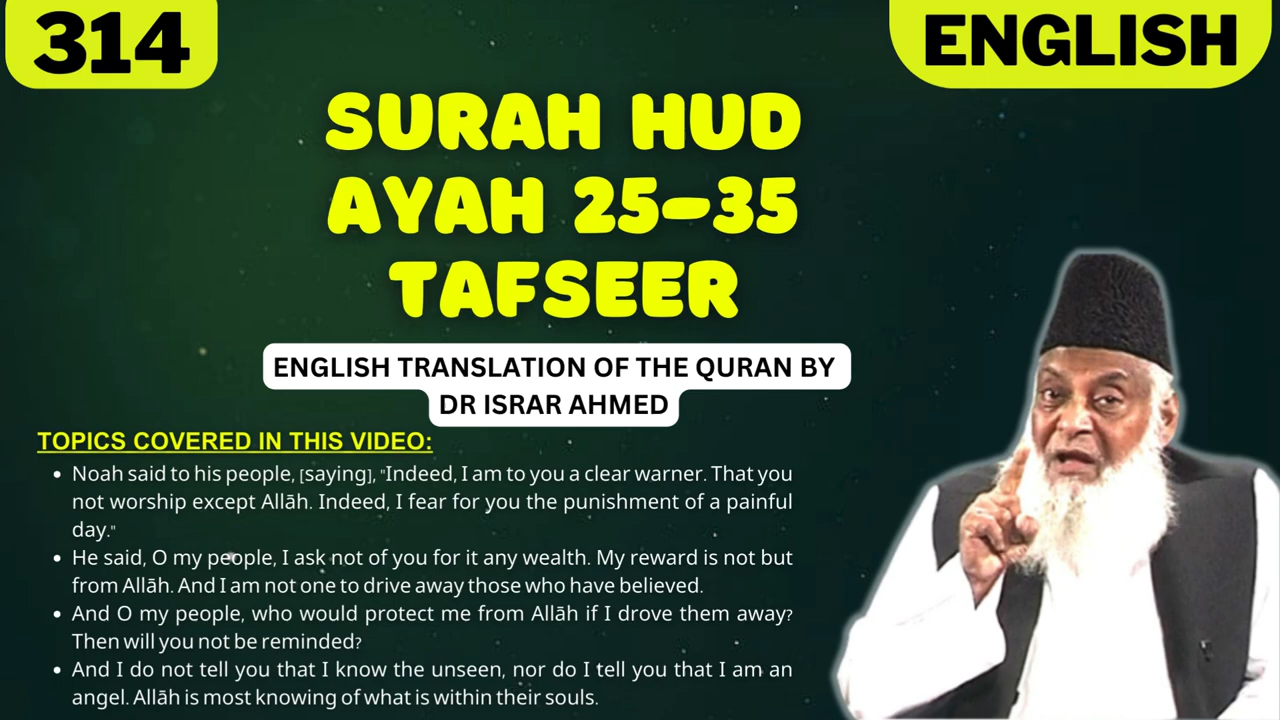 314
ENGLISH
SURAH HUD
AYAH 25-35
TAFSEER
ENGLISH TRANSLATION OF THE QURAN BY
DR ISRAR AHMED
TOPICS COVERED IN THIS VIDEO:
• Noah said to his people, [saying], "Indeed, I am to you a clear warner. That you
not worship except Allāh. Indeed, I fear for you the punishment of a painful
day."
• He said, O my people, I ask not of you for it any wealth. My reward is not but
from Allāh. And I am not one to drive away those who have believed.
• And O my people, who would protect me from Allāh if I drove them away?
Then will you not be reminded?
• And I do not tell you that I know the unseen, nor do I tell you that I am an
angel. Allāh is most knowing of what is within their souls.